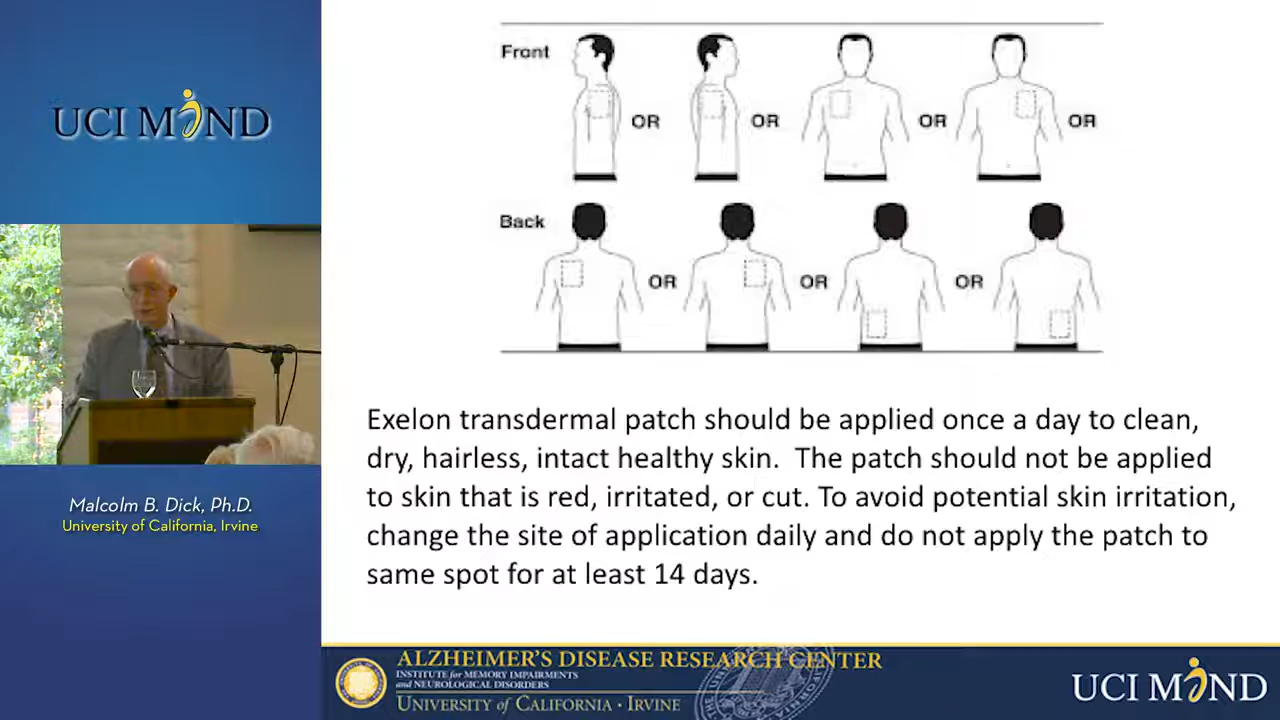 UCI MIND
Front
OR
OR
OR
OR
Back
OR
OR
OR
Exelon transdermal patch should be applied once a day to clean,
dry, hairless, intact healthy skin.  The patch should not be applied
to skin that is red, irritated, or cut. To avoid potential skin irritation,
change the site of application daily and do not apply the patch to
same spot for at least 14 days.
Malcolm B. Dick, Ph.D.
University of California, Irvine
ALZHEIMER'S DISEASE RESEARCH CENTER
INSTITUTE for MEMORY IMPAIRMENTS
and NEUROLOGICAL DISORDERS
UNIVERSITY of CALIFORNIA · IRVINE
UCI MIND